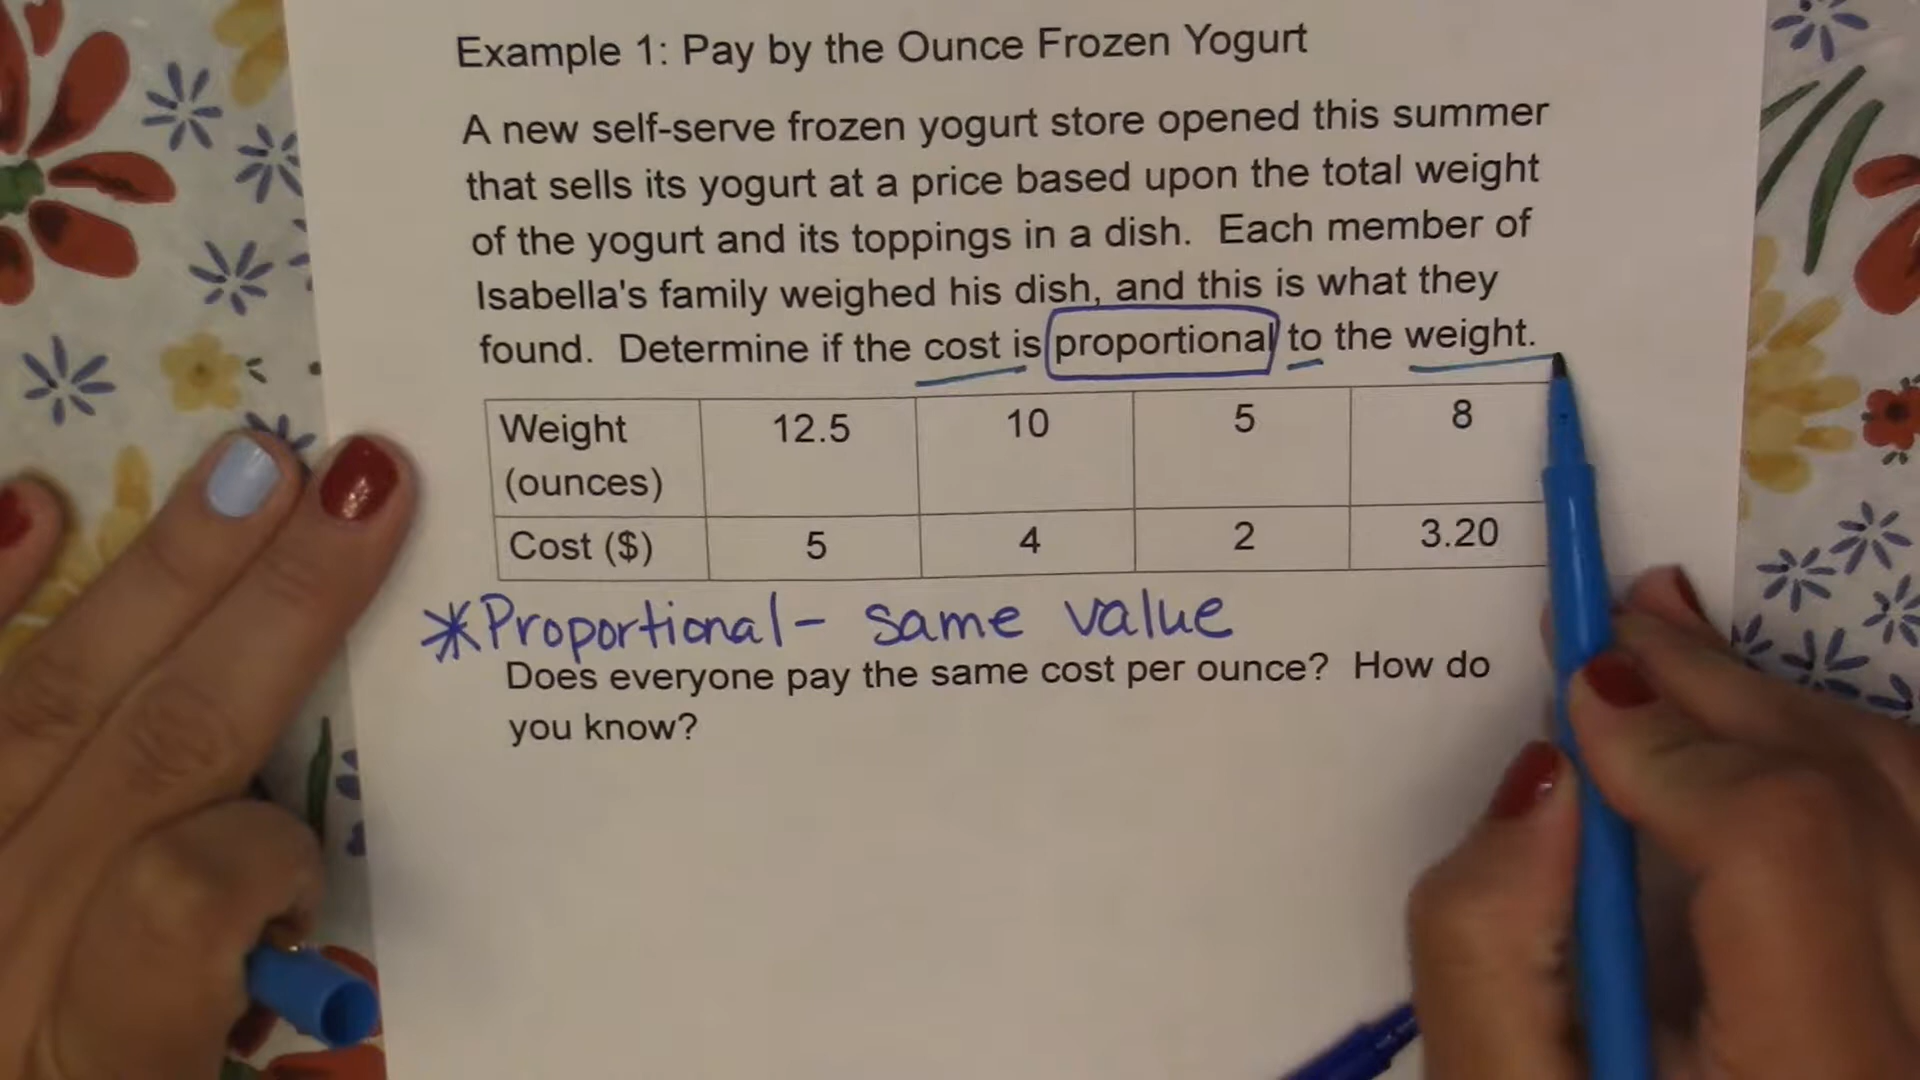 Example 1: Pay by the Ounce Frozen Yogurt
A new self-serve frozen yogurt store opened this summer
that sells its yogurt at a price based upon the total weight
of the yogurt and its toppings in a dish. Each member of
Isabella's family weighed his dish, and this is what they
found. Determine if the cost is proportional to the weight.
Weight (ounces) 12.5 10 5 8
Cost ($) 5 4 2 3.20
*Proportional- same value
Does everyone pay the same cost per ounce? How do
you know?